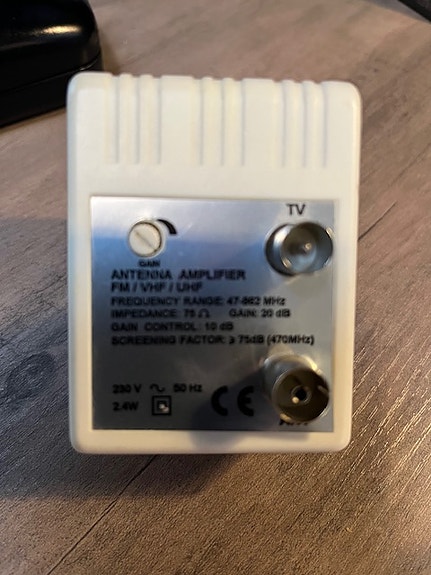 TV
GAIN
ANTENNA AMPLIFIER
FM / VHF / UHF
FREQUENCY RANGE: 47-862 MHz
IMPEDANCE: 75 Ω GAIN: 20 dB
GAIN CONTROL: 10 dB
SCREENING FACTOR: ≥ 75dB (470MHz)
230 V ∿ 50 Hz
2.4W CE